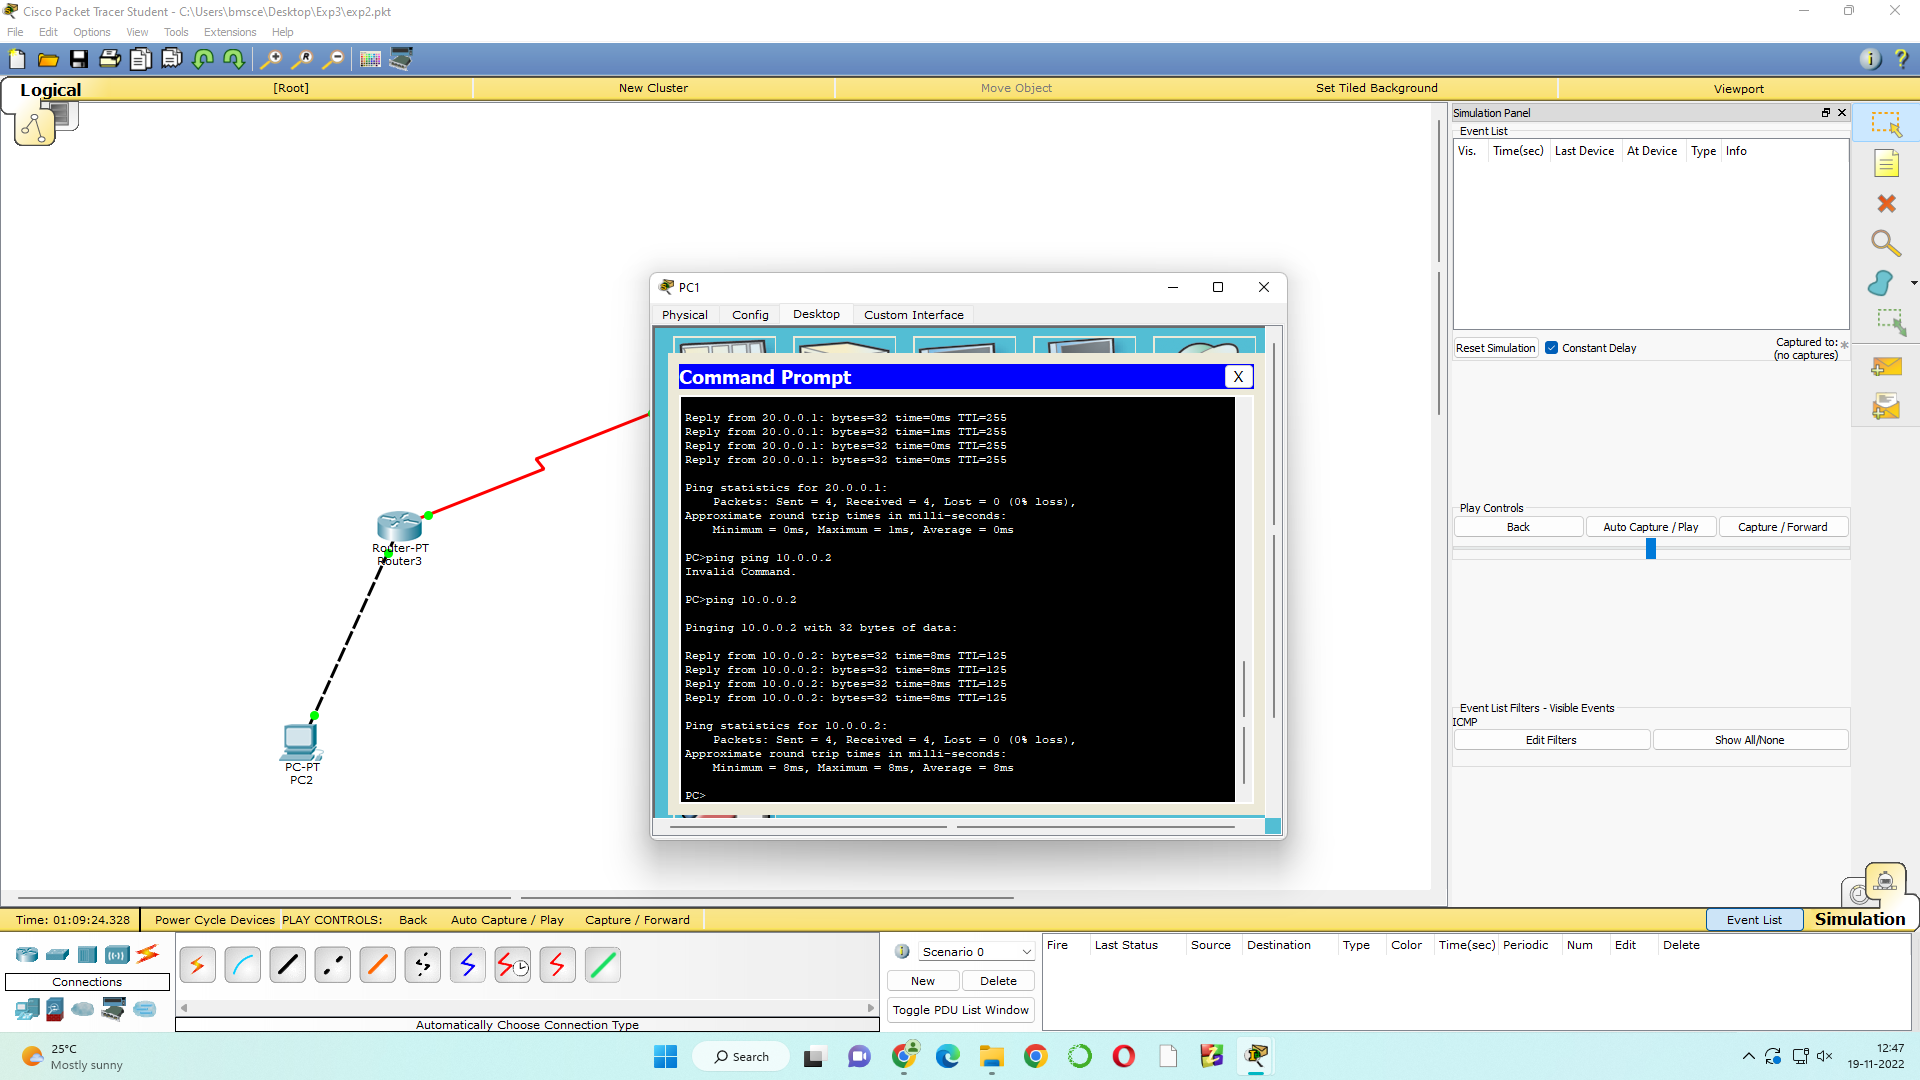 Cisco Packet Tracer Student - C:\Users\bmsce\Desktop\Exp3\exp2.pkt
File Edit Options View Tools Extensions Help
Logical [Root] New Cluster Move Object Set Tiled Background Viewport
Simulation Panel
Event List
Vis. Time(sec) Last Device At Device Type Info
Reset Simulation Constant Delay Captured to:
(no captures)
Play Controls
Back Auto Capture / Play Capture / Forward
Event List Filters - Visible Events
ICMP
Edit Filters Show All/None
Router-PT
Router3
PC-PT
PC2
PC1
Physical Config Desktop Custom Interface
Command Prompt X
Reply from 20.0.0.1: bytes=32 time=0ms TTL=255
Reply from 20.0.0.1: bytes=32 time=1ms TTL=255
Reply from 20.0.0.1: bytes=32 time=0ms TTL=255
Reply from 20.0.0.1: bytes=32 time=0ms TTL=255
Ping statistics for 20.0.0.1:
Packets: Sent = 4, Received = 4, Lost = 0 (0% loss),
Approximate round trip times in milli-seconds:
Minimum = 0ms, Maximum = 1ms, Average = 0ms
PC>ping ping 10.0.0.2
Invalid Command.
PC>ping 10.0.0.2
Pinging 10.0.0.2 with 32 bytes of data:
Reply from 10.0.0.2: bytes=32 time=8ms TTL=125
Reply from 10.0.0.2: bytes=32 time=8ms TTL=125
Reply from 10.0.0.2: bytes=32 time=8ms TTL=125
Reply from 10.0.0.2: bytes=32 time=8ms TTL=125
Ping statistics for 10.0.0.2:
Packets: Sent = 4, Received = 4, Lost = 0 (0% loss),
Approximate round trip times in milli-seconds:
Minimum = 8ms, Maximum = 8ms, Average = 8ms
PC>
Time: 01:09:24.328 Power Cycle Devices PLAY CONTROLS: Back Auto Capture / Play Capture / Forward Event List Simulation
Connections
Automatically Choose Connection Type
Scenario 0
New Delete
Toggle PDU List Window
Fire Last Status Source Destination Type Color Time(sec) Periodic Num Edit Delete
25°C
Mostly sunny
Search
12:47
19-11-2022